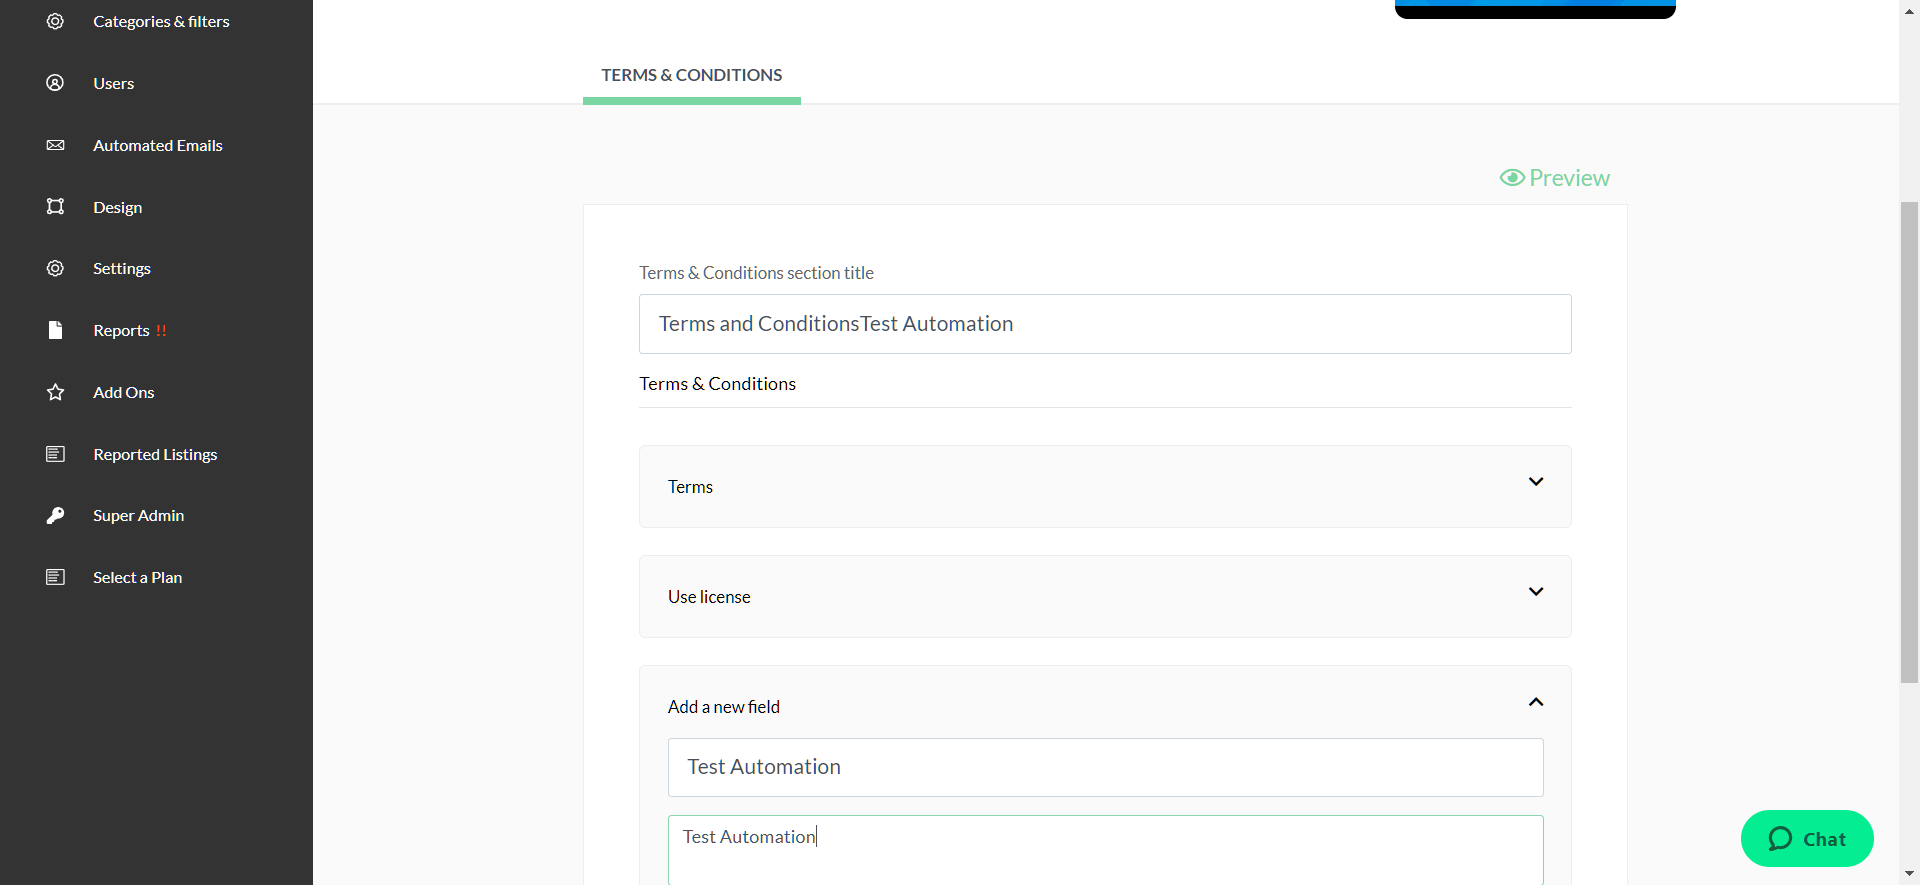 Categories & filters
Users
Automated Emails
Design
Settings
Reports !!
Add Ons
Reported Listings
Super Admin
Select a Plan
TERMS & CONDITIONS
Preview
Terms & Conditions section title
Terms and ConditionsTest Automation
Terms & Conditions
Terms
Use license
Add a new field
Test Automation
Test Automation
Chat